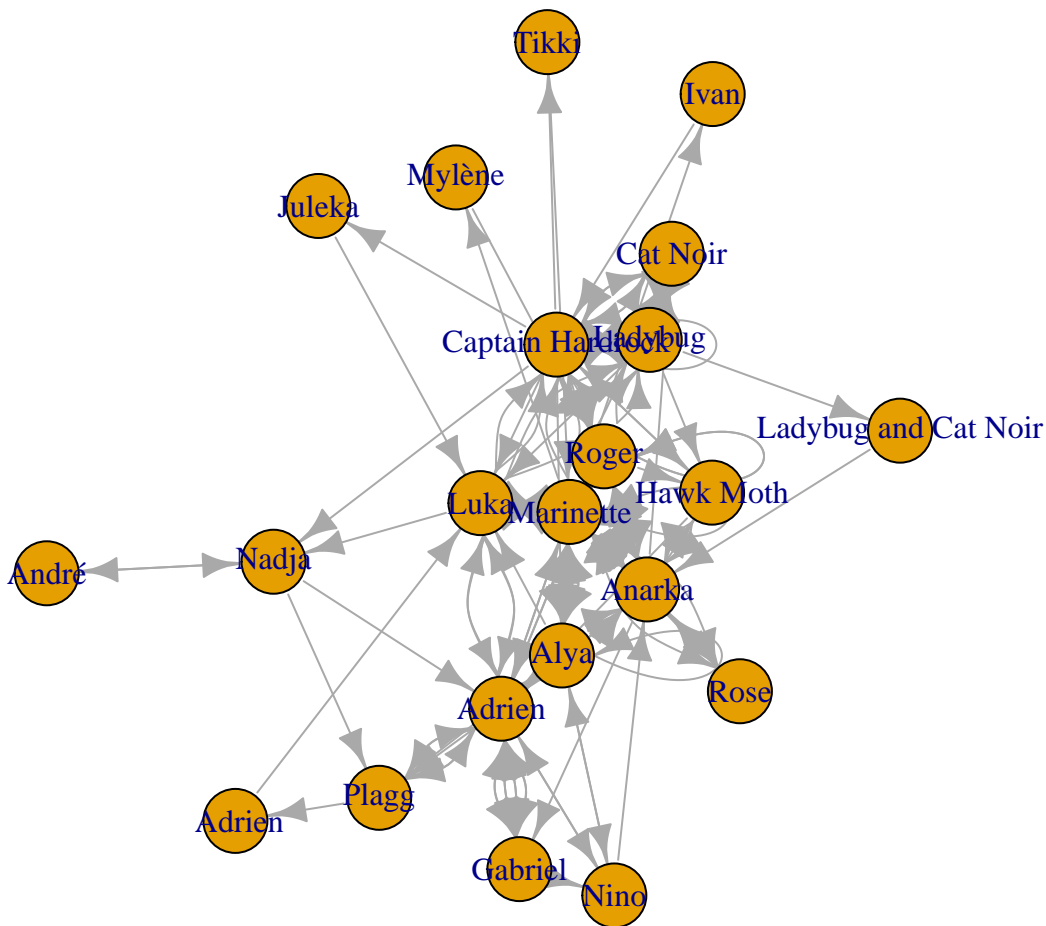 Tikki
Ivan
Mylène
Juleka
Cat Noir
Captain Hardrock
Ladybug
Ladybug and Cat Noir
Roger
Hawk Moth
Luka
Marinette
Nadja
André
Anarka
Alya
Rose
Adrien
Plagg
Adrien
Gabriel
Nino